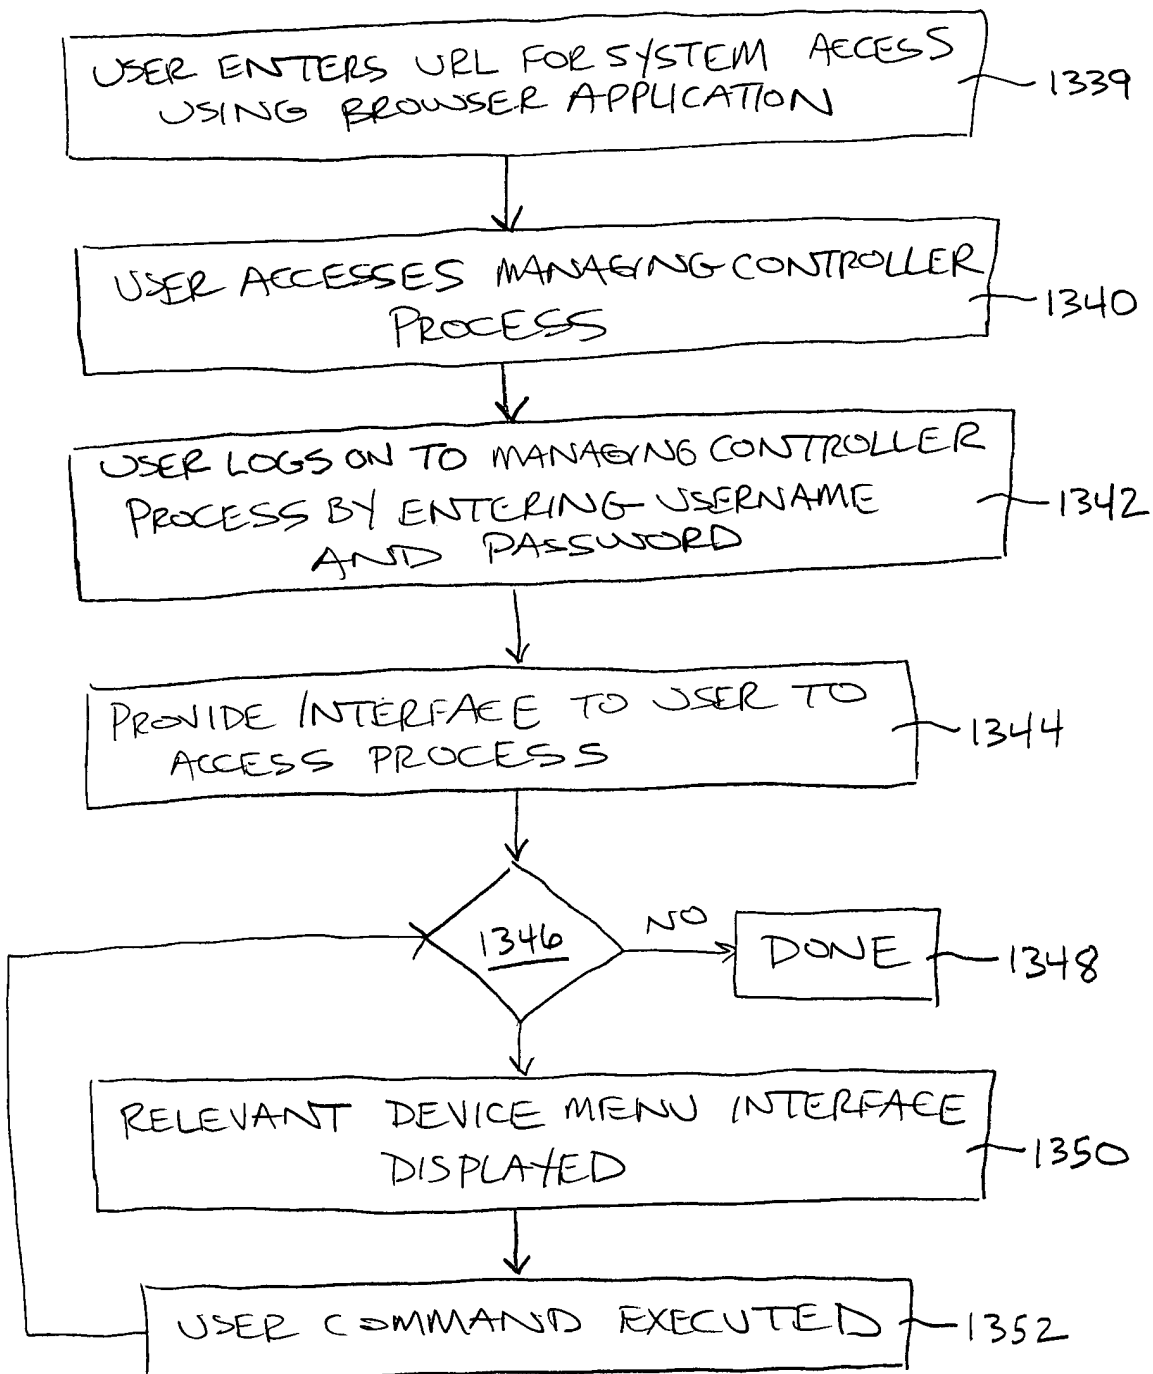 USER ENTERS URL FOR SYSTEM ACCESS
USING BROWSER APPLICATION
1339
USER ACCESSES MANAGING CONTROLLER
PROCESS
1340
USER LOGS ON TO MANAGING CONTROLLER
PROCESS BY ENTERING USERNAME
AND PASSWORD
1342
PROVIDE INTERFACE TO USER TO
ACCESS PROCESS
1344
1346
NO
DONE
1348
RELEVANT DEVICE MENU INTERFACE
DISPLAYED
1350
USER COMMAND EXECUTED
1352